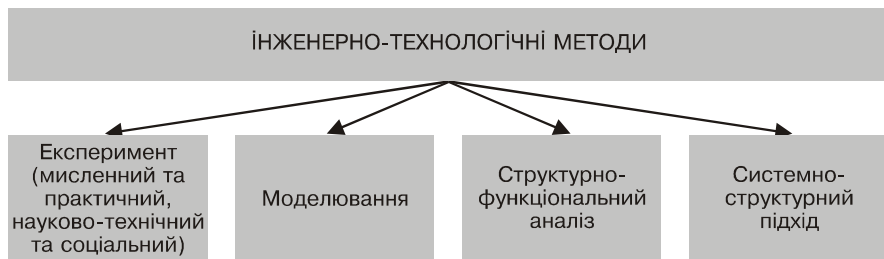 ІНЖЕНЕРНО-ТЕХНОЛОГІЧНІ МЕТОДИ
Експеримент
(мисленний та
практичний,
науково-технічний
та соціальний)
Моделювання
Структурно-
функціональний
аналіз
Системно-
структурний
підхід